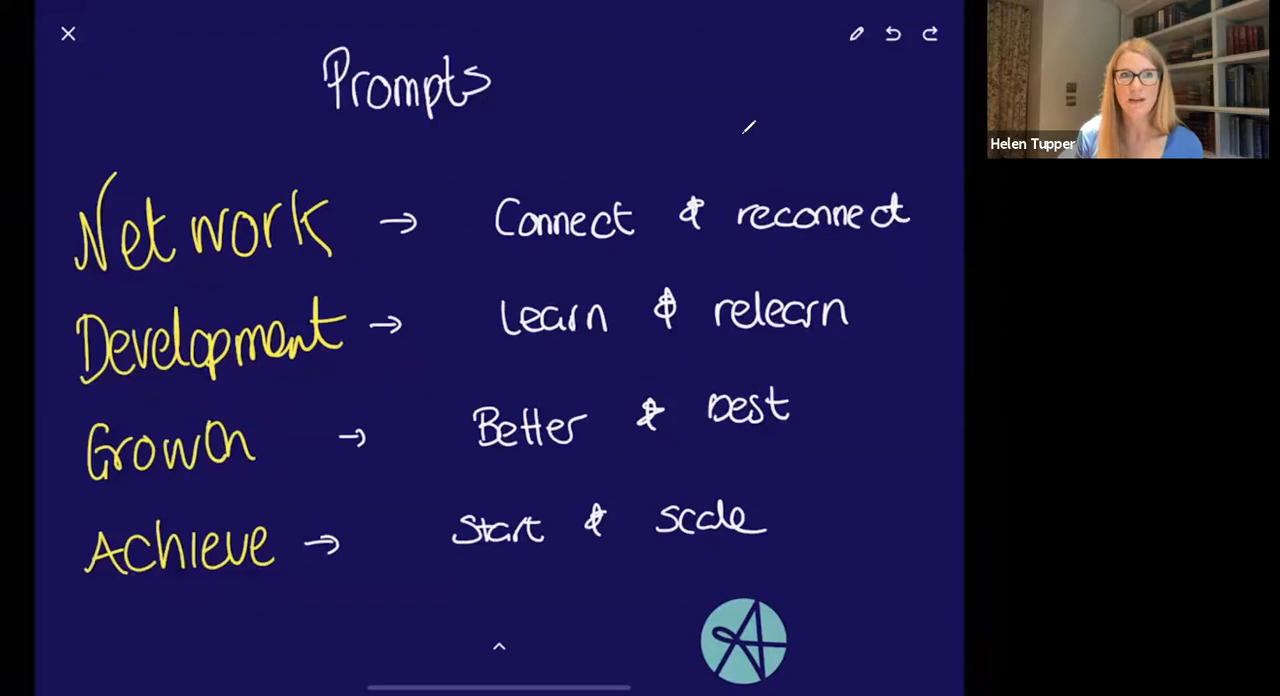 Prompts
Helen Tupper
Network → Connect & reconnect
Development → Learn & relearn
Growth → Better & best
Achieve → Start & scale